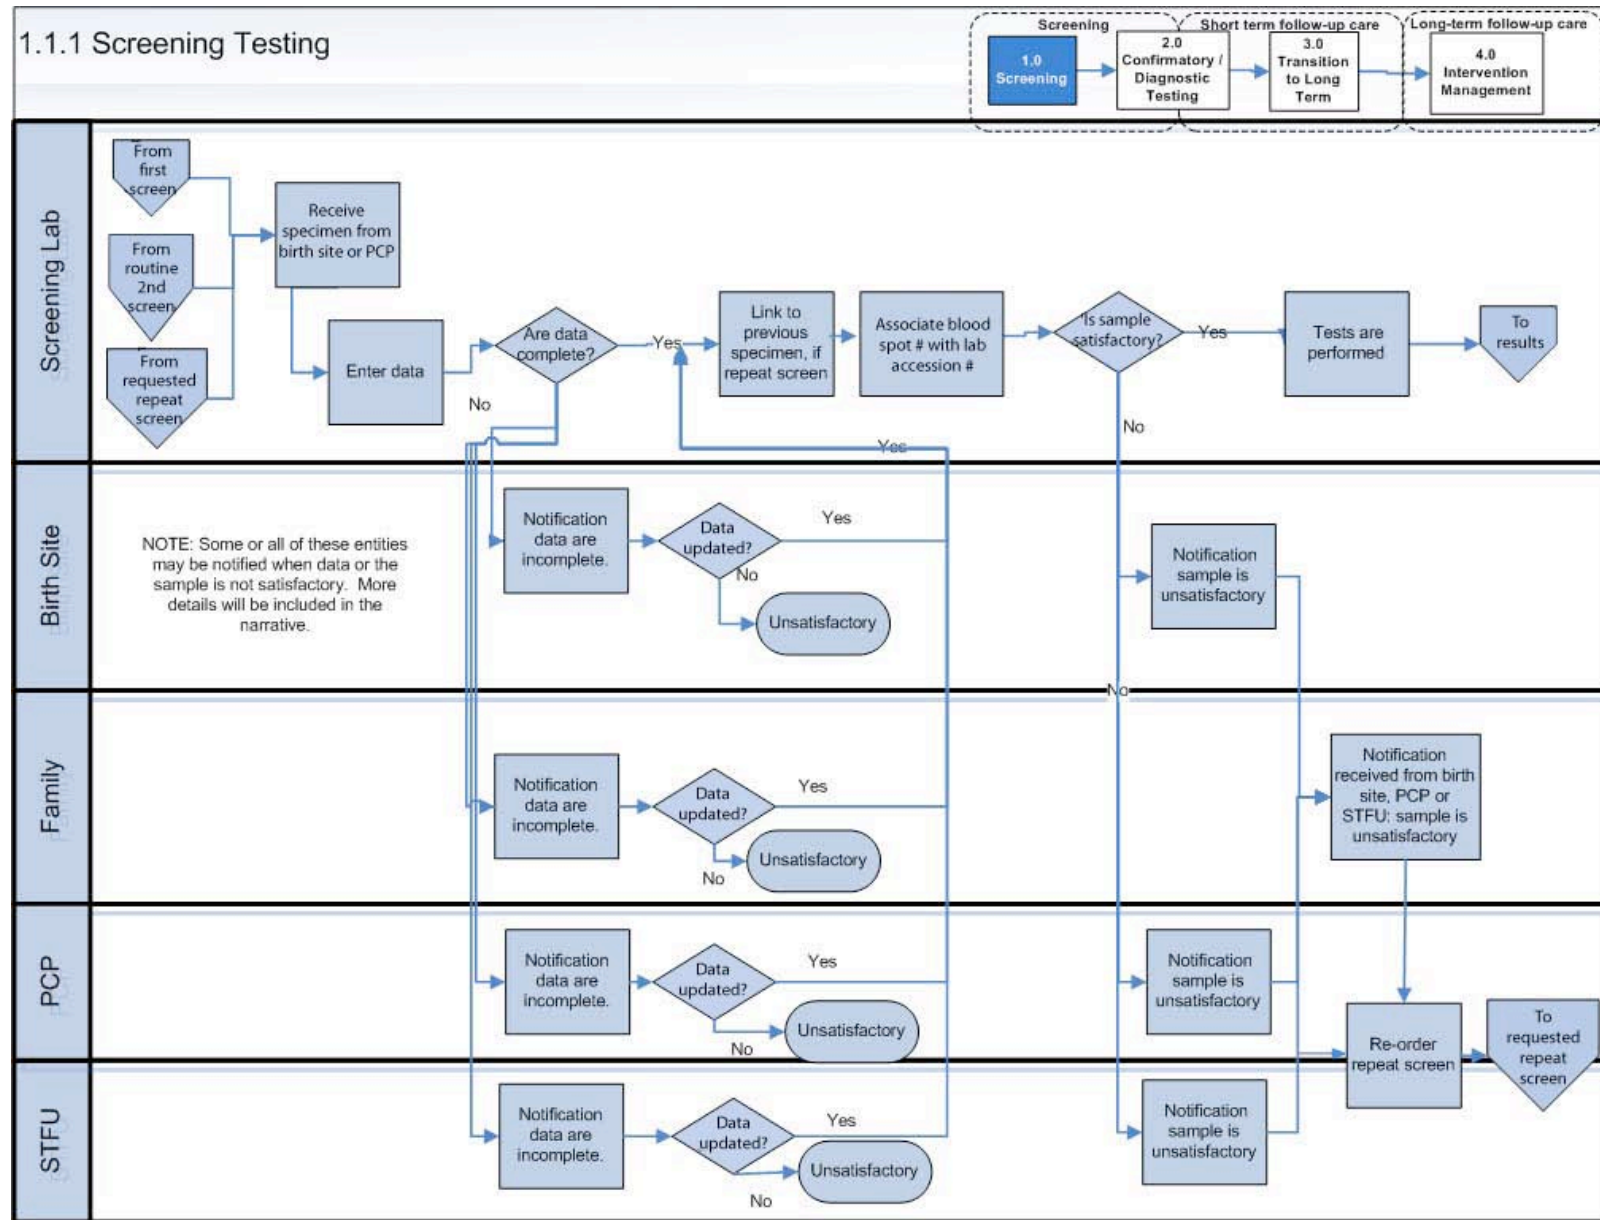 1.1.1 Screening Testing
Screening
Short term follow-up care
Long-term follow-up care
1.0
Screening
2.0
Confirmatory /
Diagnostic
Testing
3.0
Transition
to Long
Term
4.0
Intervention
Management
Screening Lab
From
first
screen
From
routine
2nd
screen
From
requested
repeat
screen
Receive
specimen from
birth site or PCP
Enter data
Are data
complete?
Yes
No
Link to
previous
specimen, if
repeat screen
Associate blood
spot # with lab
accession #
Is sample
satisfactory?
Yes
No
Tests are
performed
To
results
Yes
Birth Site
NOTE: Some or all of these entities
may be notified when data or the
sample is not satisfactory. More
details will be included in the
narrative.
Notification
data are
incomplete.
Data
updated?
Yes
No
Unsatisfactory
Notification
sample is
unsatisfactory
No
Family
Notification
data are
incomplete.
Data
updated?
Yes
No
Unsatisfactory
Notification
received from birth
site, PCP or
STFU: sample is
unsatisfactory
PCP
Notification
data are
incomplete.
Data
updated?
Yes
No
Unsatisfactory
Notification
sample is
unsatisfactory
Re-order
repeat screen
To
requested
repeat
screen
STFU
Notification
data are
incomplete.
Data
updated?
Yes
No
Unsatisfactory
Notification
sample is
unsatisfactory